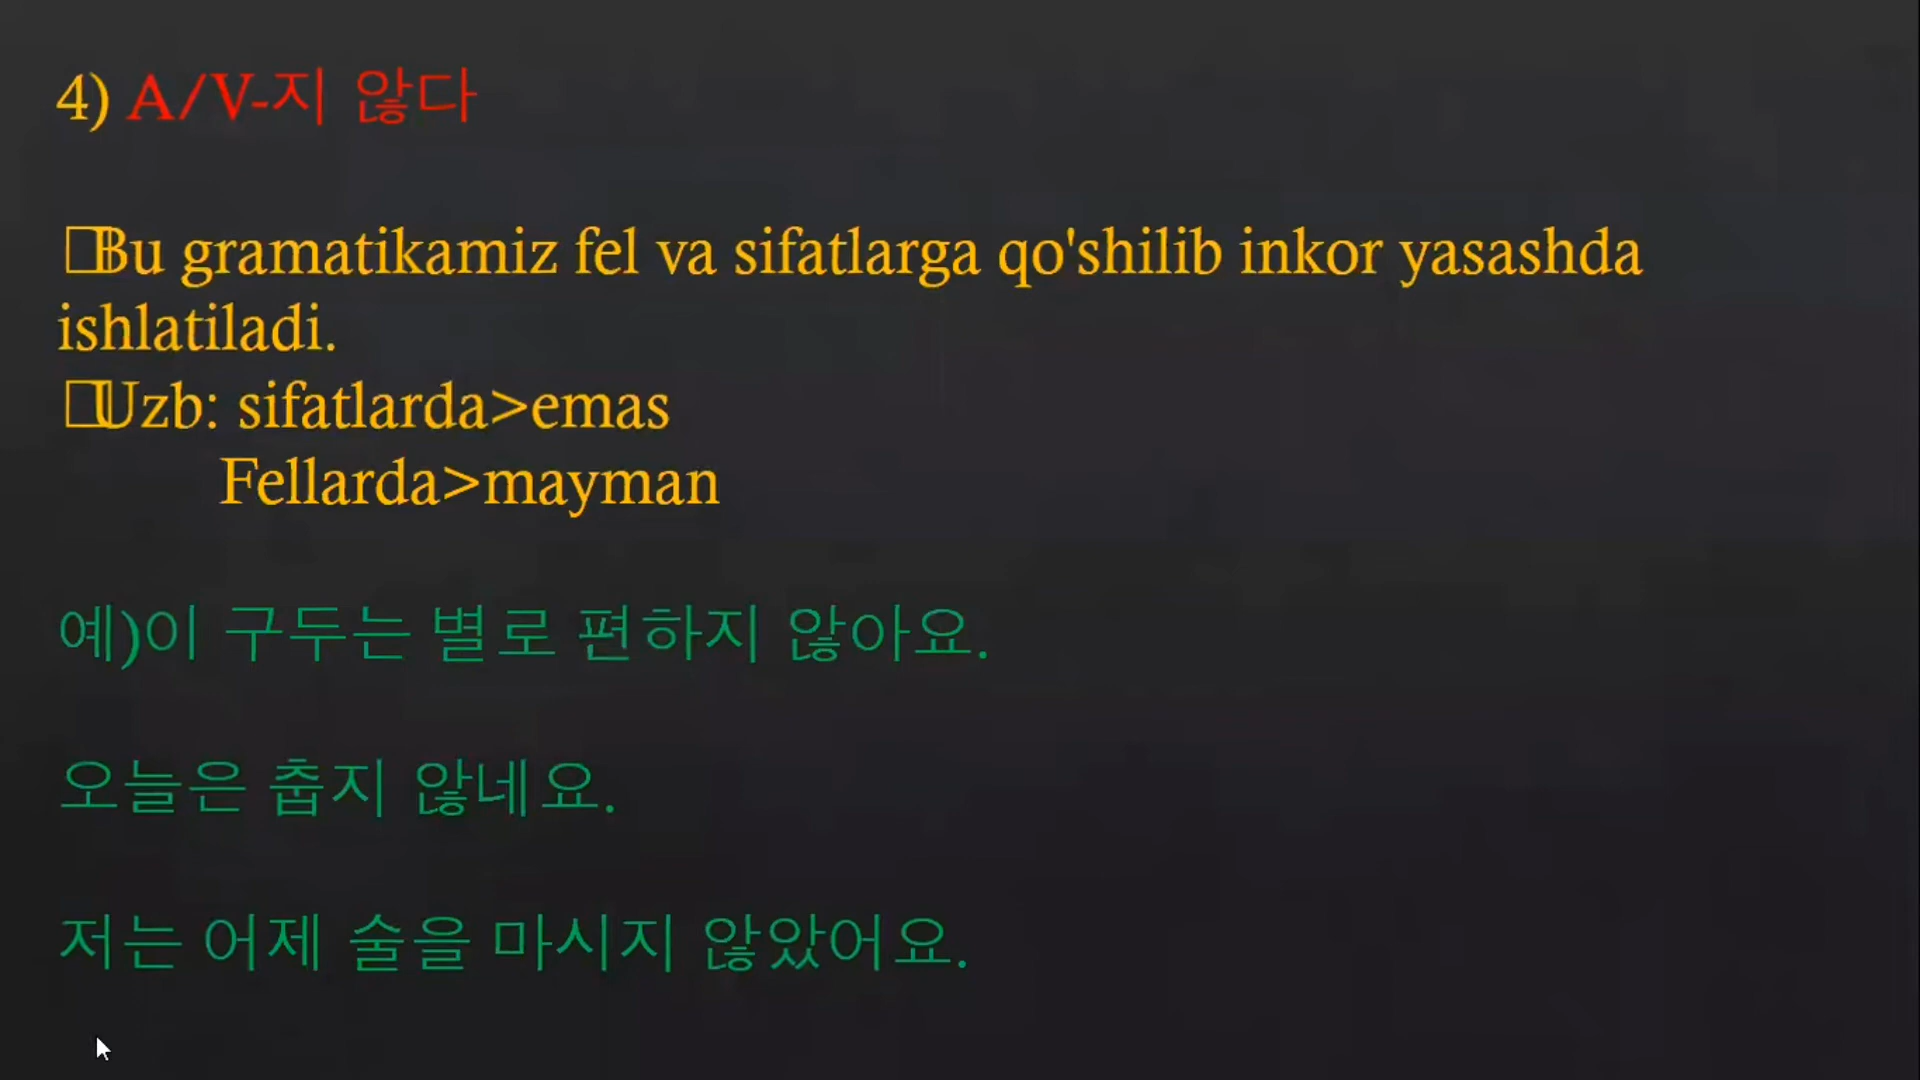 4) A/V-지 않다
□Bu gramatikamiz fel va sifatlarga qo'shilib inkor yasashda
ishlatiladi.
□Uzb: sifatlarda>emas
Fellarda>mayman
예)이 구두는 별로 편하지 않아요.
오늘은 춥지 않네요.
저는 어제 술을 마시지 않았어요.